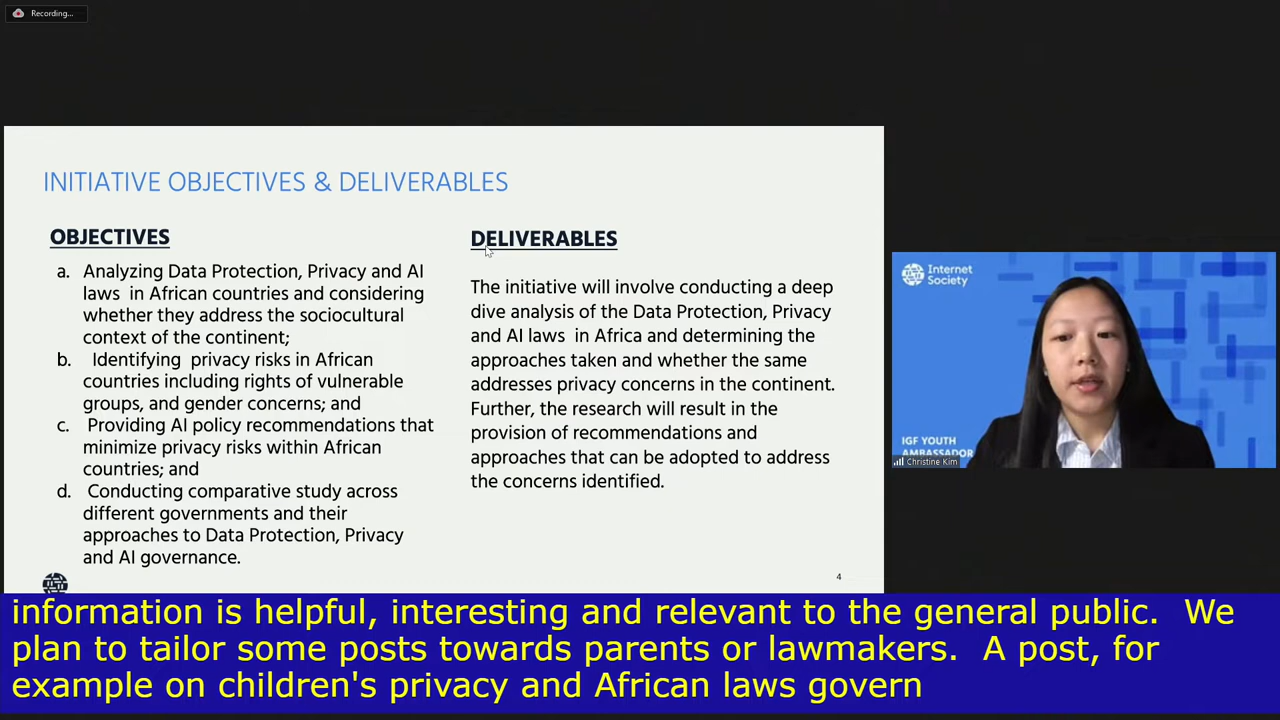 Recording...
INITIATIVE OBJECTIVES & DELIVERABLES
OBJECTIVES
a. Analyzing Data Protection, Privacy and AI
laws in African countries and considering
whether they address the sociocultural
context of the continent;
b. Identifying privacy risks in African
countries including rights of vulnerable
groups, and gender concerns; and
c. Providing AI policy recommendations that
minimize privacy risks within African
countries; and
d. Conducting comparative study across
different governments and their
approaches to Data Protection, Privacy
and AI governance.
DELIVERABLES
The initiative will involve conducting a deep
dive analysis of the Data Protection, Privacy
and AI laws in Africa and determining the
approaches taken and whether the same
addresses privacy concerns in the continent.
Further, the research will result in the
provision of recommendations and
approaches that can be adopted to address
the concerns identified.
4
Internet
Society
IGF YOUTH
AMBASSADOR
Christine Kim
information is helpful, interesting and relevant to the general public. We
plan to tailor some posts towards parents or lawmakers. A post, for
example on children's privacy and African laws govern